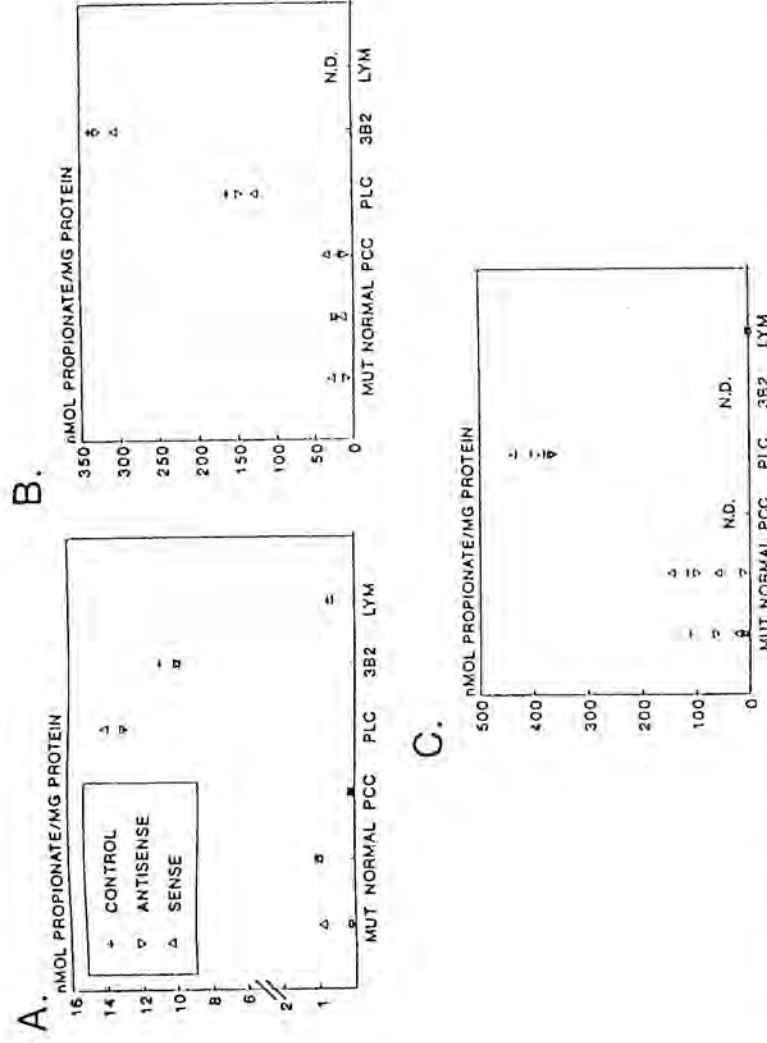 A.
nMOL PROPIONATE/MG PROTEIN
16
14
12
10
8
6
2
1
+ CONTROL
▽ ANTISENSE
△ SENSE
MUT NORMAL PCC PLC 3B2 LYM
B.
nMOL PROPIONATE/MG PROTEIN
350
300
250
200
150
100
50
0
N.D.
MUT NORMAL PCC PLC 3B2 LYM
C.
nMOL PROPIONATE/MG PROTEIN
500
400
300
200
100
0
N.D.
N.D.
MUT NORMAL PCC PLC 3B2 LYM